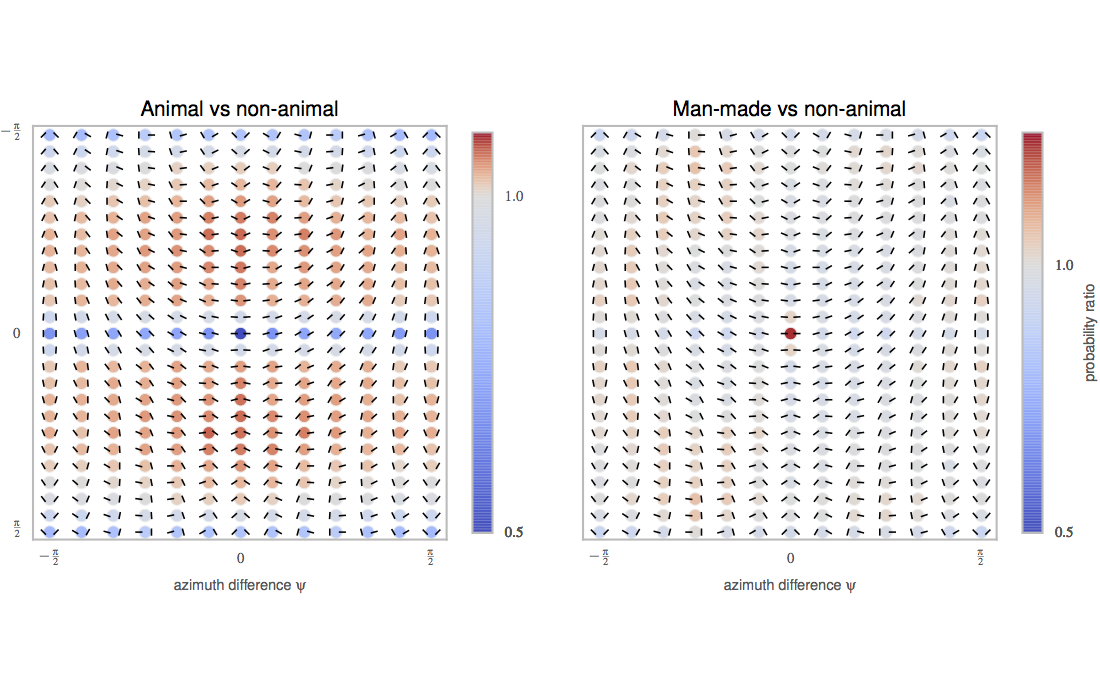 Animal vs non-animal
Man-made vs non-animal
−π/2
0
π/2
−π/2
0
π/2
azimuth difference ψ
1.0
0.5
−π/2
0
π/2
azimuth difference ψ
1.0
0.5
probability ratio